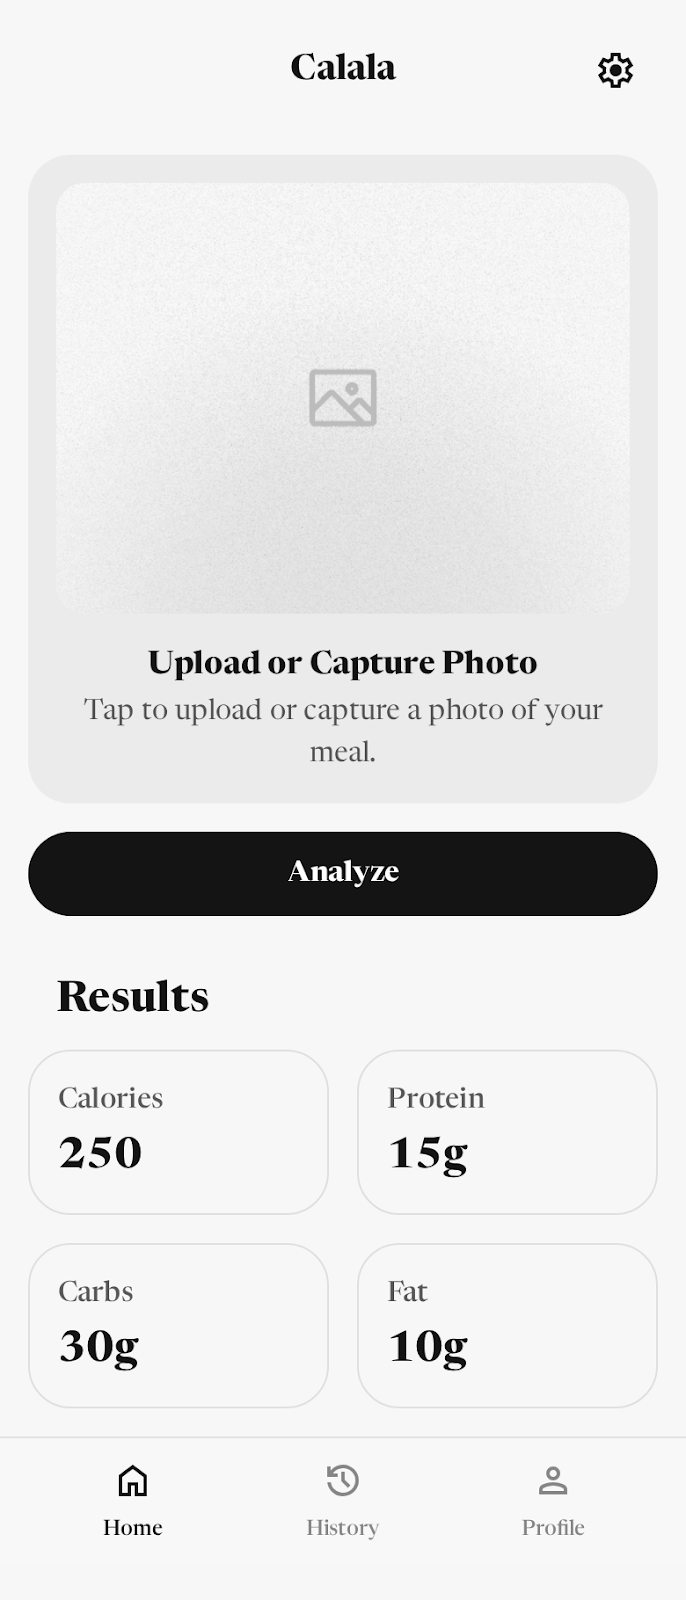 Calala
Upload or Capture Photo
Tap to upload or capture a photo of your
meal.
Analyze
Results
Calories
250
Protein
15g
Carbs
30g
Fat
10g
Home
History
Profile